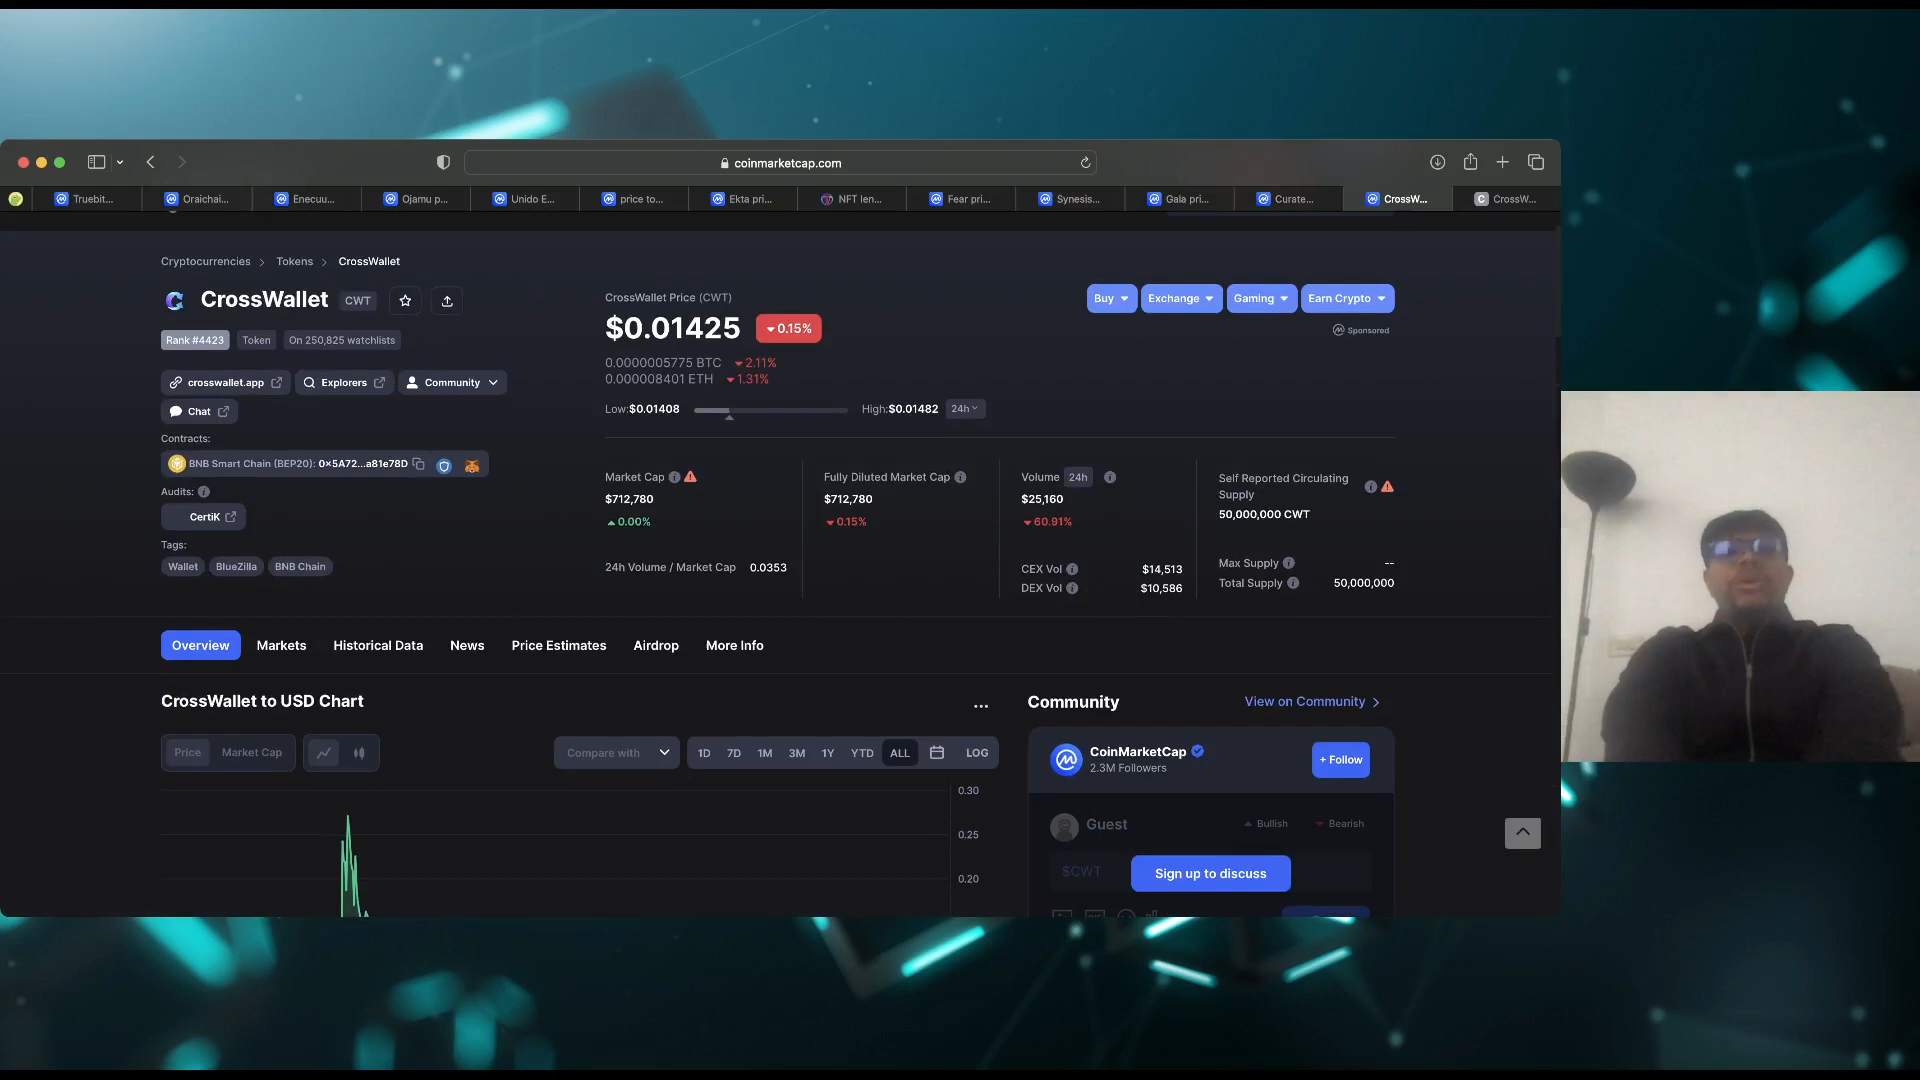 coinmarketcap.com
Truebit...
Oraichai...
Enecuu...
Ojamu p...
Unido E...
price to...
Ekta pri...
NFT len...
Fear pri...
Synesis...
Gala pri...
Curate...
CrossW...
C CrossW...
Cryptocurrencies > Tokens > CrossWallet
CrossWallet CWT
Rank #4423 Token On 250,825 watchlists
crosswallet.app Explorers Community
Chat
Contracts:
BNB Smart Chain (BEP20): 0x5A72...a81e78D
Audits:
CertiK
Tags:
Wallet BlueZilla BNB Chain
CrossWallet Price (CWT)
$0.01425 0.15%
0.0000005775 BTC 2.11%
0.000008401 ETH 1.31%
Low:$0.01408 High:$0.01482 24h
Buy Exchange Gaming Earn Crypto
Sponsored
Market Cap
$712,780
0.00%
24h Volume / Market Cap 0.0353
Fully Diluted Market Cap
$712,780
0.15%
Volume 24h
$25,160
60.91%
CEX Vol $14,513
DEX Vol $10,586
Self Reported Circulating
Supply
50,000,000 CWT
Max Supply --
Total Supply 50,000,000
Overview Markets Historical Data News Price Estimates Airdrop More Info
CrossWallet to USD Chart ...
Price Market Cap
Compare with
1D 7D 1M 3M 1Y YTD ALL LOG
0.30
0.25
0.20
Community View on Community >
CoinMarketCap
2.3M Followers
+ Follow
Guest Bullish Bearish
$CWT
Sign up to discuss